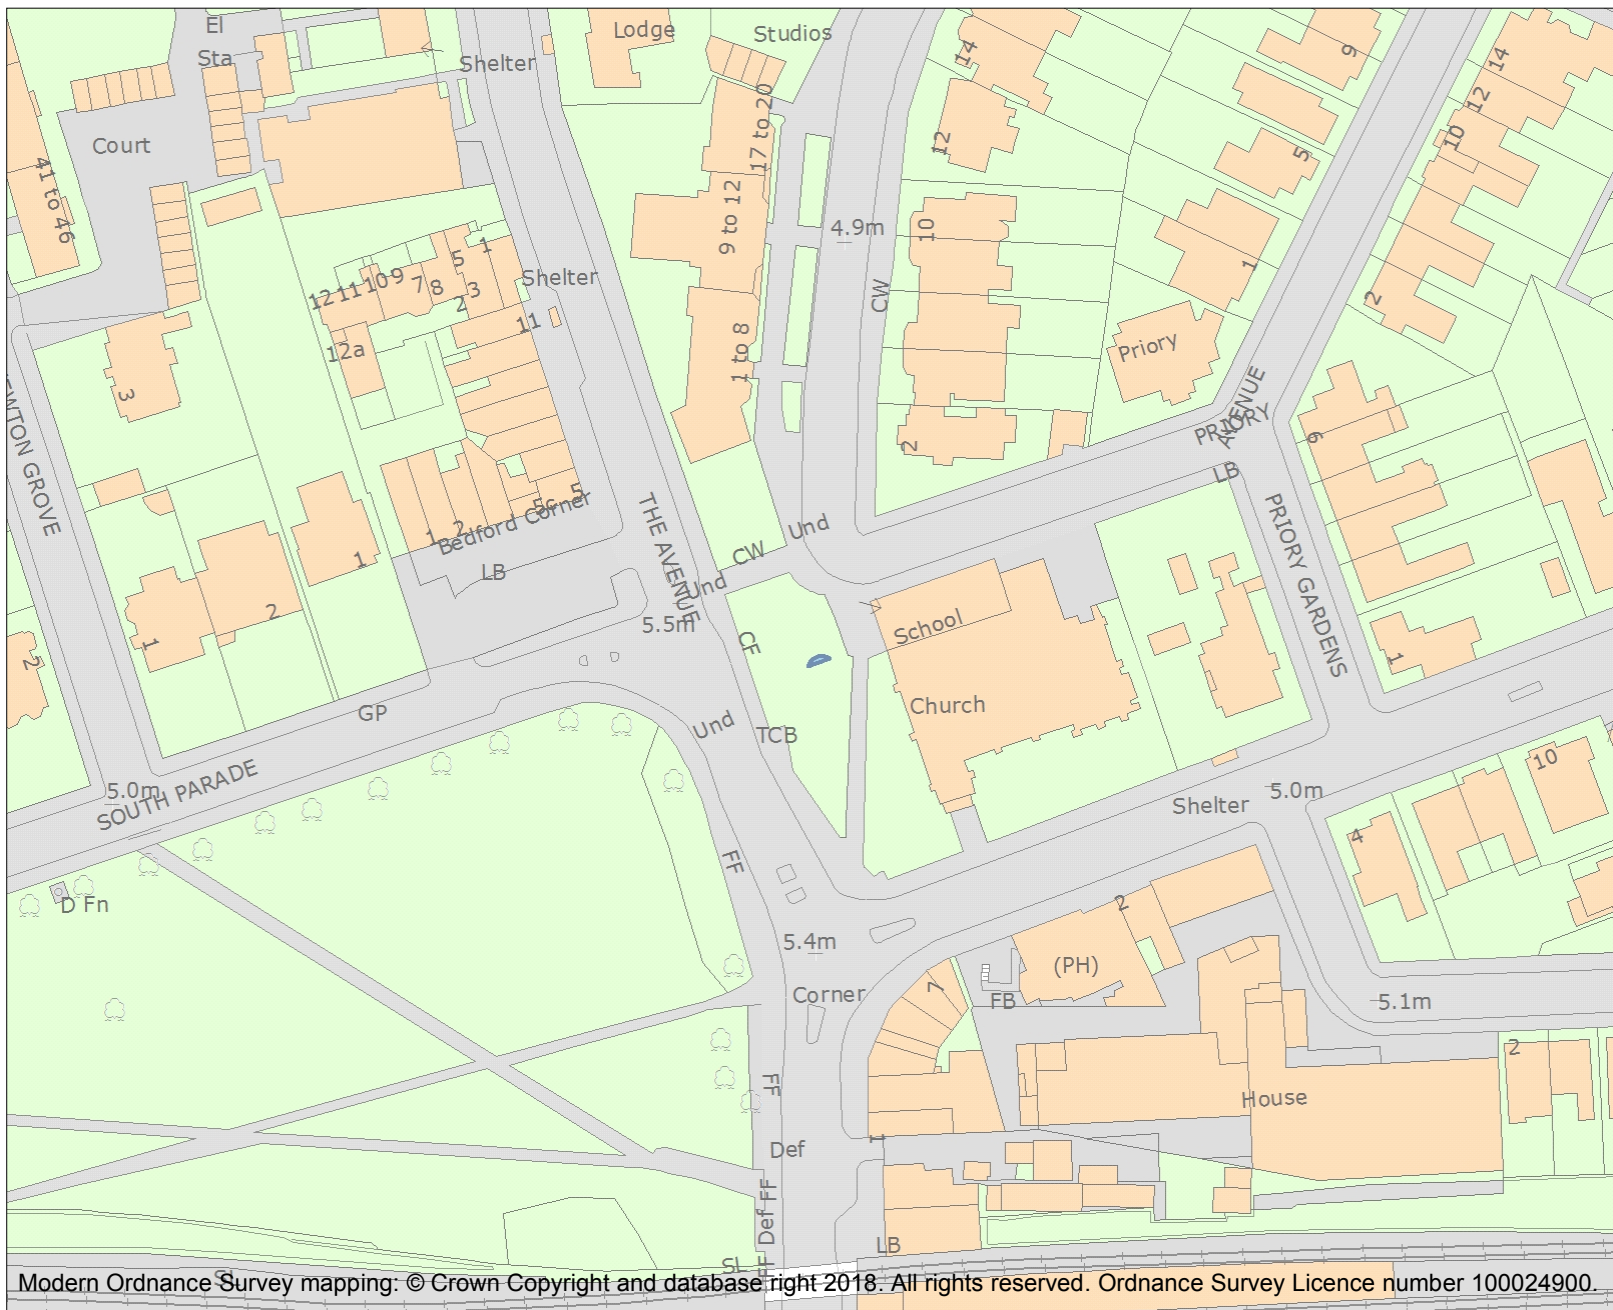 El
Sta
Shelter
Lodge
Studios
14
9
14
12
10
Court
17 to 20
12
5
41 to 46
9 to 12
4.9m
10
1
2
5
1
Shelter
12
11
10
9
7
8
2
3
CW
11
12a
1 to 8
Priory
3
2
PRIORY
AVENUE
6
LB
EWTON GROVE
THE AVENUE
PRIORY GARDENS
1
2
5c
5
Bedford Corner
Und
CW
Und
LB
1
2
1
5.5m
CF
School
2
1
GP
Und
TCB
Church
5.0m
SOUTH PARADE
Shelter
5.0m
10
4
FF
D Fn
2
5.4m
(PH)
Corner
7
FB
5.1m
2
FF
House
Def
1
Def FF
LB
SL
FF
SL
Modern Ordnance Survey mapping: © Crown Copyright and database right 2018. All rights reserved. Ordnance Survey Licence number 100024900.